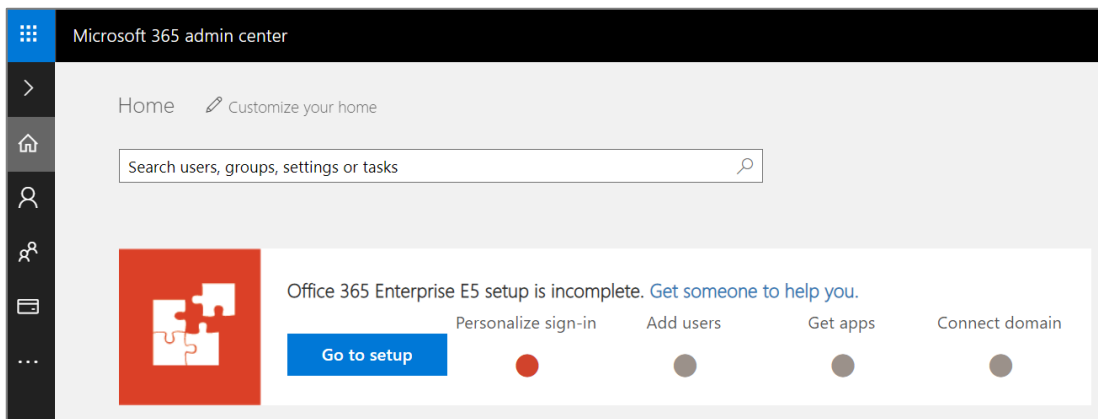 Microsoft 365 admin center
Home Customize your home
Search users, groups, settings or tasks
Office 365 Enterprise E5 setup is incomplete. Get someone to help you.
Personalize sign-in Add users Get apps Connect domain
Go to setup